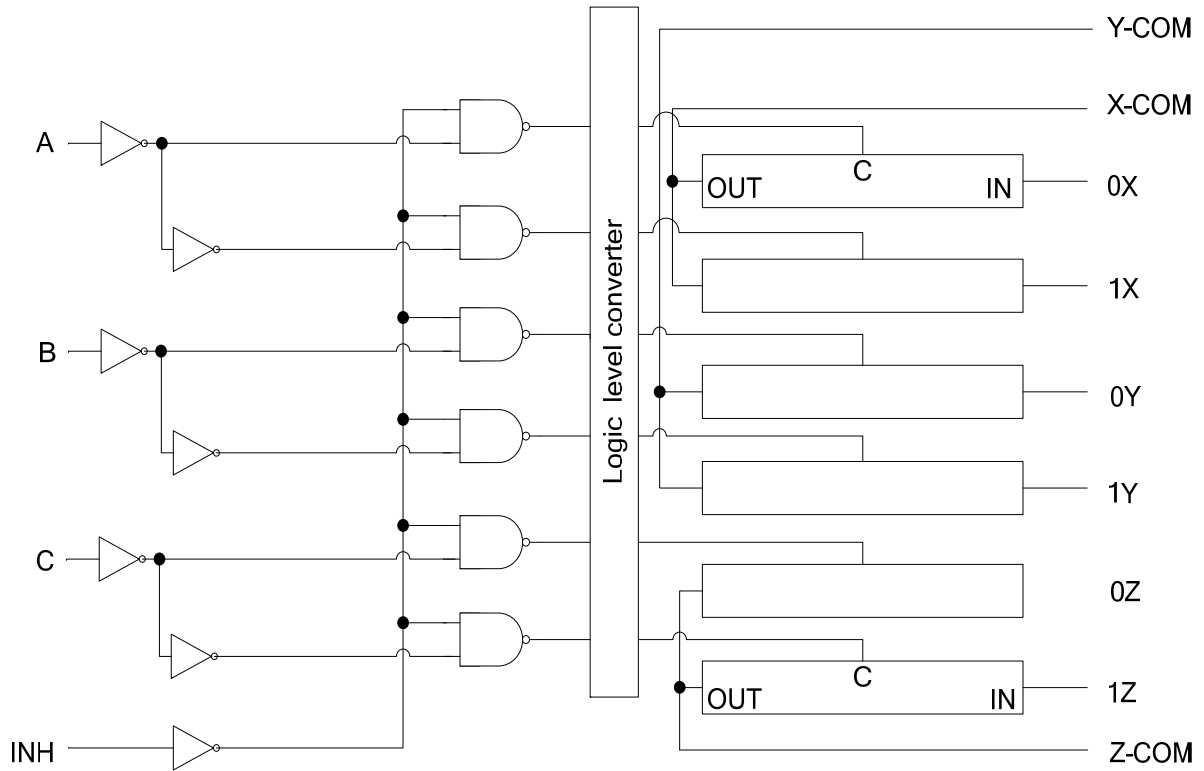 Y-COM
X-COM
A
C
OUT
IN
0X
1X
B
Logic level converter
0Y
1Y
C
0Z
C
OUT
IN
1Z
INH
Z-COM